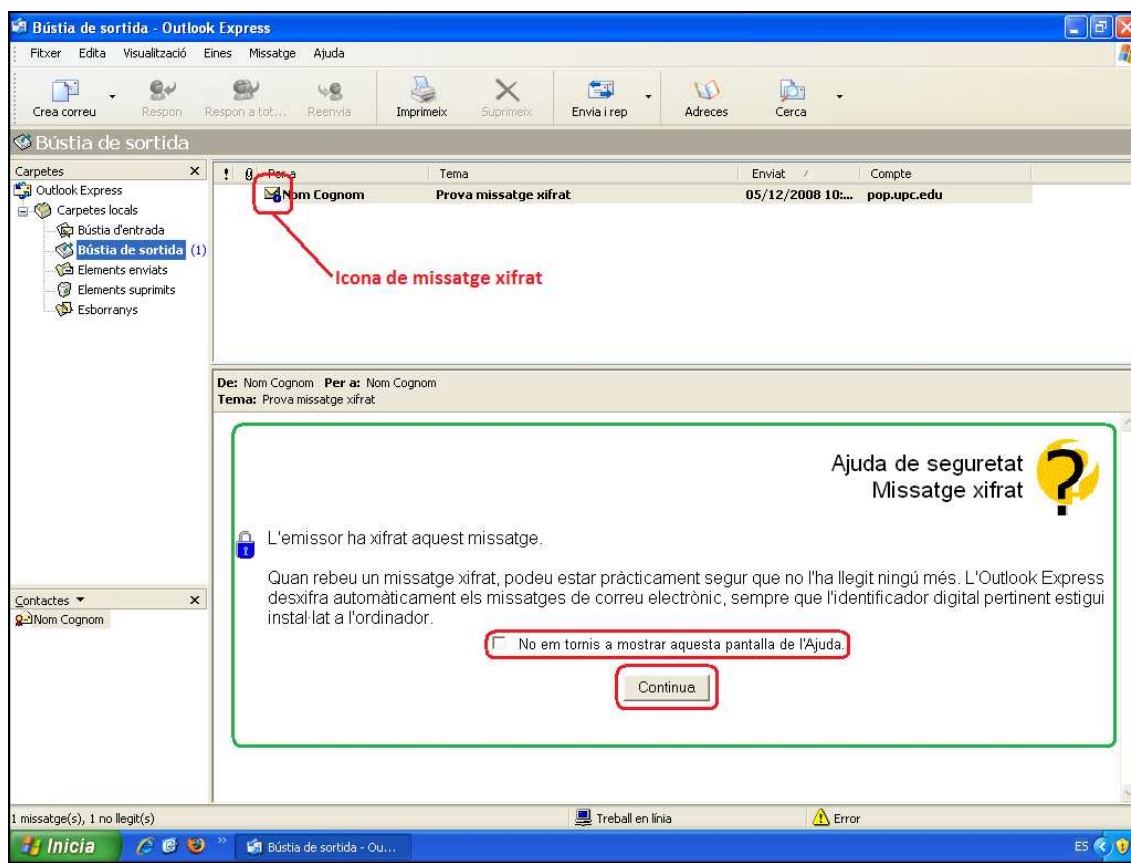 Bústia de sortida - Outlook Express
Fitxer Edita Visualització Eines Missatge Ajuda
Crea correu Respon Respon a tot... Reenvia Imprimeix Suprimeix Envia i rep Adreces Cerca
Bústia de sortida
Carpetes
Outlook Express
Carpetes locals
Bústia d'entrada
Bústia de sortida (1)
Elements enviats
Elements suprimits
Esborranys
Contactes
Nom Cognom
! Per a Tema Enviat Compte
Nom Cognom Prova missatge xifrat 05/12/2008 10:... pop.upc.edu
Icona de missatge xifrat
De: Nom Cognom Per a: Nom Cognom
Tema: Prova missatge xifrat
Ajuda de seguretat
Missatge xifrat
?
L'emissor ha xifrat aquest missatge.
Quan rebeu un missatge xifrat, podeu estar pràcticament segur que no l'ha llegit ningú més. L'Outlook Express
desxifra automàticament els missatges de correu electrònic, sempre que l'identificador digital pertinent estigui
instal·lat a l'ordinador.
No em tornis a mostrar aquesta pantalla de l'Ajuda.
Continua
1 missatge(s), 1 no llegit(s) Treball en línia Error
Inicia Bústia de sortida - Ou... ES